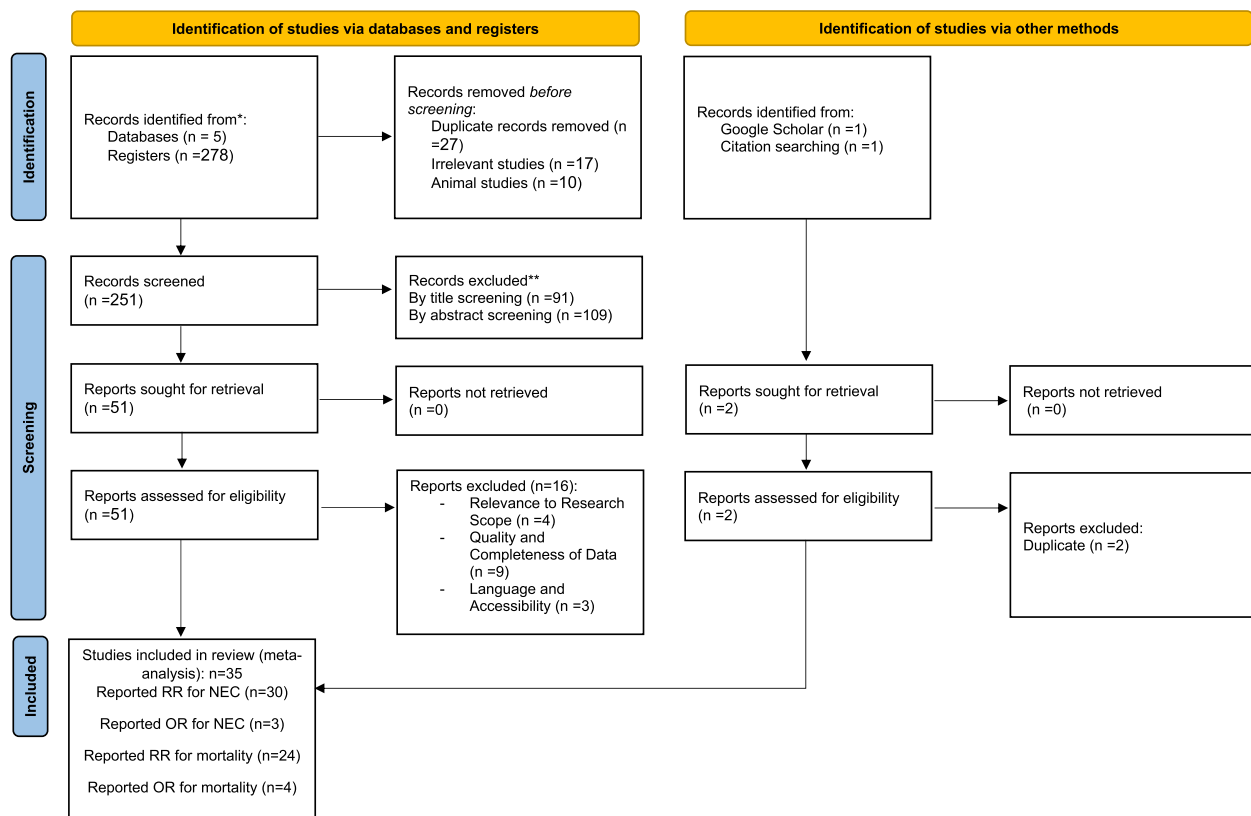 Identification of studies via databases and registers
Identification of studies via other methods
Identification
Records identified from*:
Databases (n = 5)
Registers (n =278)
Records removed before
screening:
Duplicate records removed (n
=27)
Irrelevant studies (n =17)
Animal studies (n =10)
Records identified from:
Google Scholar (n =1)
Citation searching (n =1)
Screening
Records screened
(n =251)
Records excluded**
By title screening (n =91)
By abstract screening (n =109)
Reports sought for retrieval
(n =51)
Reports not retrieved
(n =0)
Reports sought for retrieval
(n =2)
Reports not retrieved
(n =0)
Reports assessed for eligibility
(n =51)
Reports excluded (n=16):
- Relevance to Research
Scope (n =4)
- Quality and
Completeness of Data
(n =9)
- Language and
Accessibility (n =3)
Reports assessed for eligibility
(n =2)
Reports excluded:
Duplicate (n =2)
Included
Studies included in review (meta-
analysis): n=35
Reported RR for NEC (n=30)
Reported OR for NEC (n=3)
Reported RR for mortality (n=24)
Reported OR for mortality (n=4)